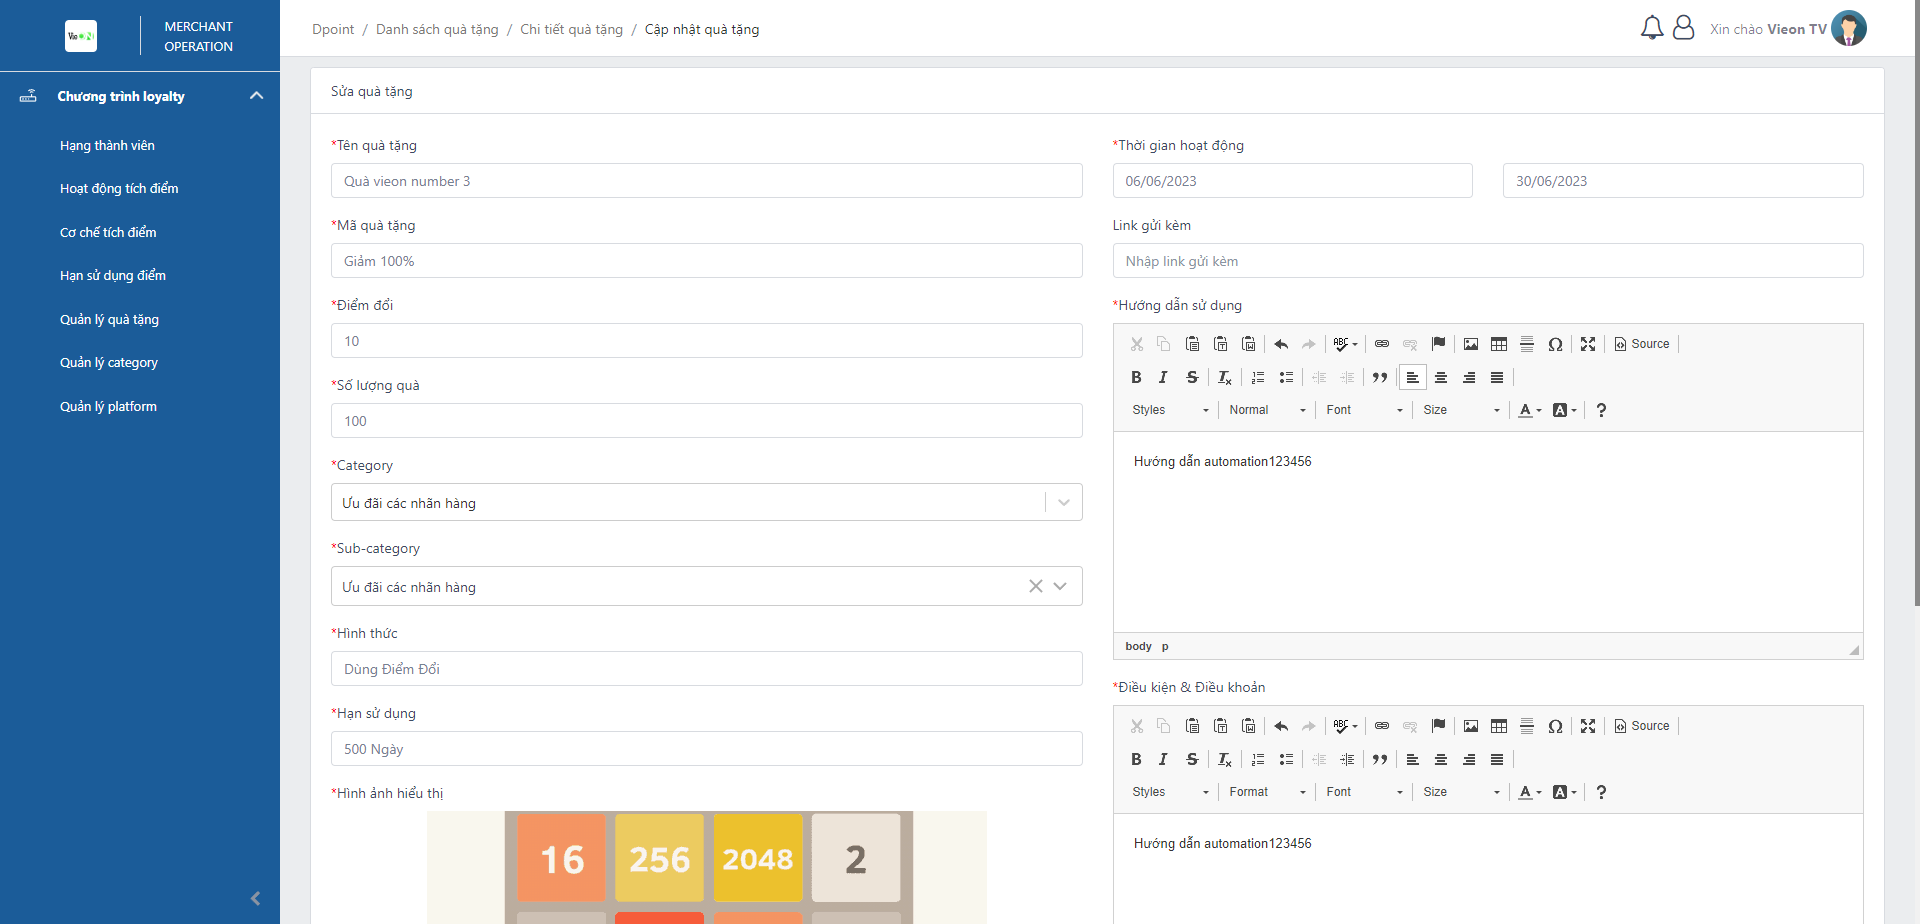 VieON
MERCHANT
OPERATION
Dpoint / Danh sách quà tặng / Chi tiết quà tặng / Cập nhật quà tặng
Xin chào Vieon TV
Chương trình loyalty
Hạng thành viên
Hoạt động tích điểm
Cơ chế tích điểm
Hạn sử dụng điểm
Quản lý quà tặng
Quản lý category
Quản lý platform
Sửa quà tặng
*Tên quà tặng
Quà vieon number 3
*Mã quà tặng
Giảm 100%
*Điểm đổi
10
*Số lượng quà
100
*Category
Ưu đãi các nhãn hàng
*Sub-category
Ưu đãi các nhãn hàng
*Hình thức
Dùng Điểm Đổi
*Hạn sử dụng
500 Ngày
*Hình ảnh hiểu thị
16 256 2048 2
*Thời gian hoạt động
06/06/2023 30/06/2023
Link gửi kèm
Nhập link gửi kèm
*Hướng dẫn sử dụng
ABC Source
B I S Tx
Styles Normal Font Size A A ?
Hướng dẫn automation123456
body p
*Điều kiện & Điều khoản
ABC Source
B I S Tx
Styles Format Font Size A A ?
Hướng dẫn automation123456